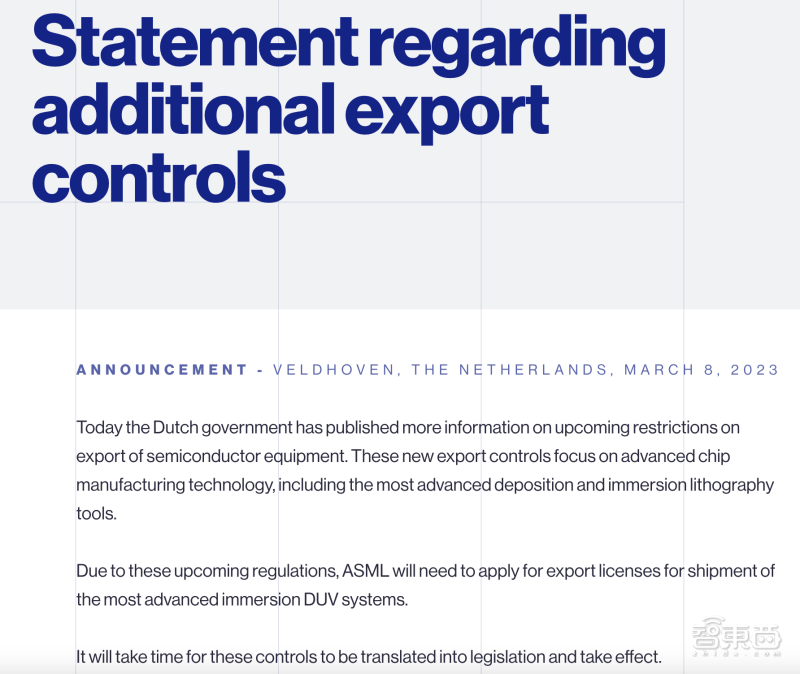 Statement regarding
additional export
controls
ANNOUNCEMENT - VELDHOVEN, THE NETHERLANDS, MARCH 8, 2023
Today the Dutch government has published more information on upcoming restrictions on
export of semiconductor equipment. These new export controls focus on advanced chip
manufacturing technology, including the most advanced deposition and immersion lithography
tools.
Due to these upcoming regulations, ASML will need to apply for export licenses for shipment of
the most advanced immersion DUV systems.
It will take time for these controls to be translated into legislation and take effect.
智東西
zhidx.com